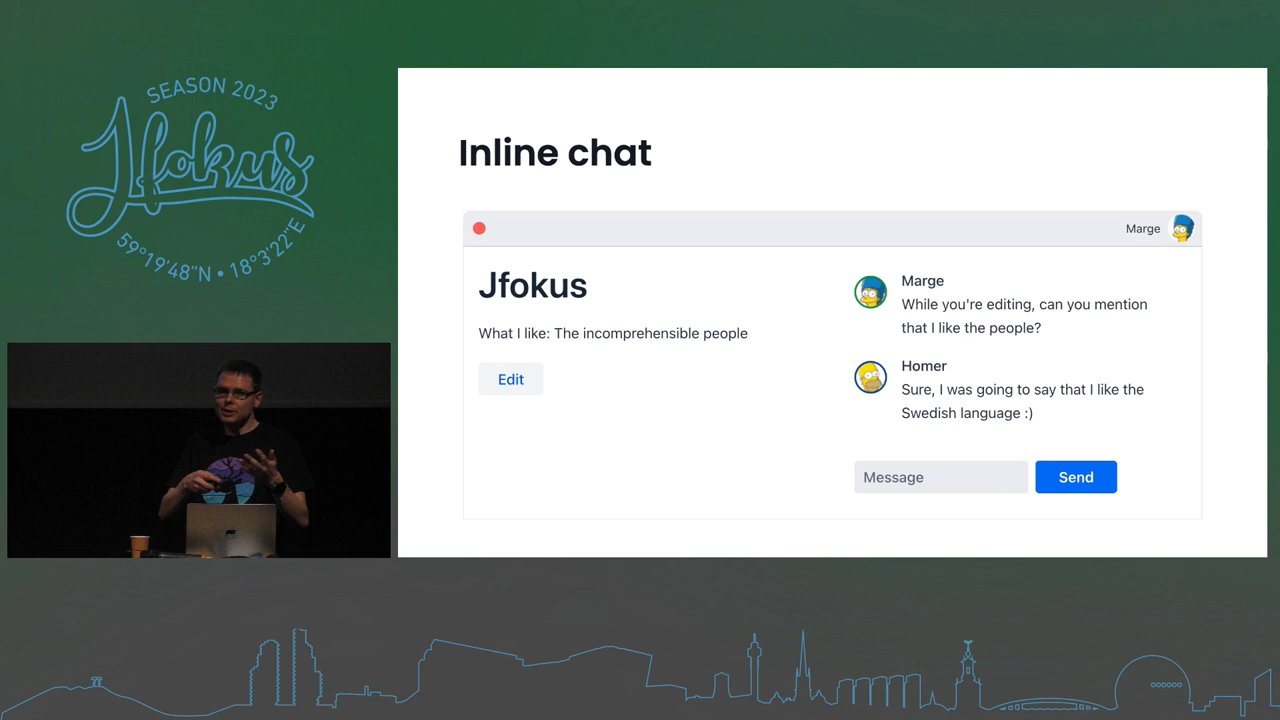 SEASON 2023
Jfokus
59°19'48"N • 18°3'22"E
Inline chat
Marge
Jfokus
What I like: The incomprehensible people
Edit
Marge
While you're editing, can you mention
that I like the people?
Homer
Sure, I was going to say that I like the
Swedish language :)
Message
Send